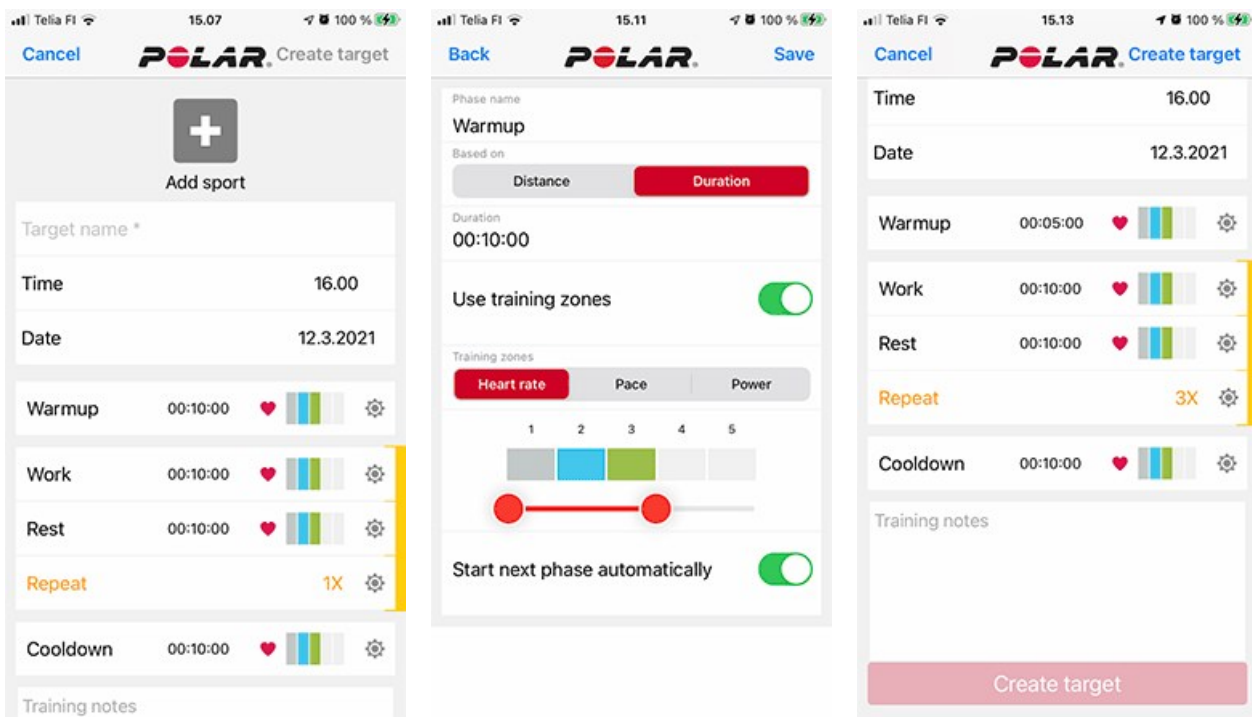 Telia FI 15.07 100 %
Cancel POLAR. Create target
Add sport
Target name *
Time 16.00
Date 12.3.2021
Warmup 00:10:00
Work 00:10:00
Rest 00:10:00
Repeat 1X
Cooldown 00:10:00
Training notes
Telia FI 15.11 100 %
Back POLAR. Save
Phase name
Warmup
Based on
Distance Duration
Duration
00:10:00
Use training zones
Training zones
Heart rate Pace Power
1 2 3 4 5
Start next phase automatically
Telia FI 15.13 100 %
Cancel POLAR. Create target
Time 16.00
Date 12.3.2021
Warmup 00:05:00
Work 00:10:00
Rest 00:10:00
Repeat 3X
Cooldown 00:10:00
Training notes
Create target